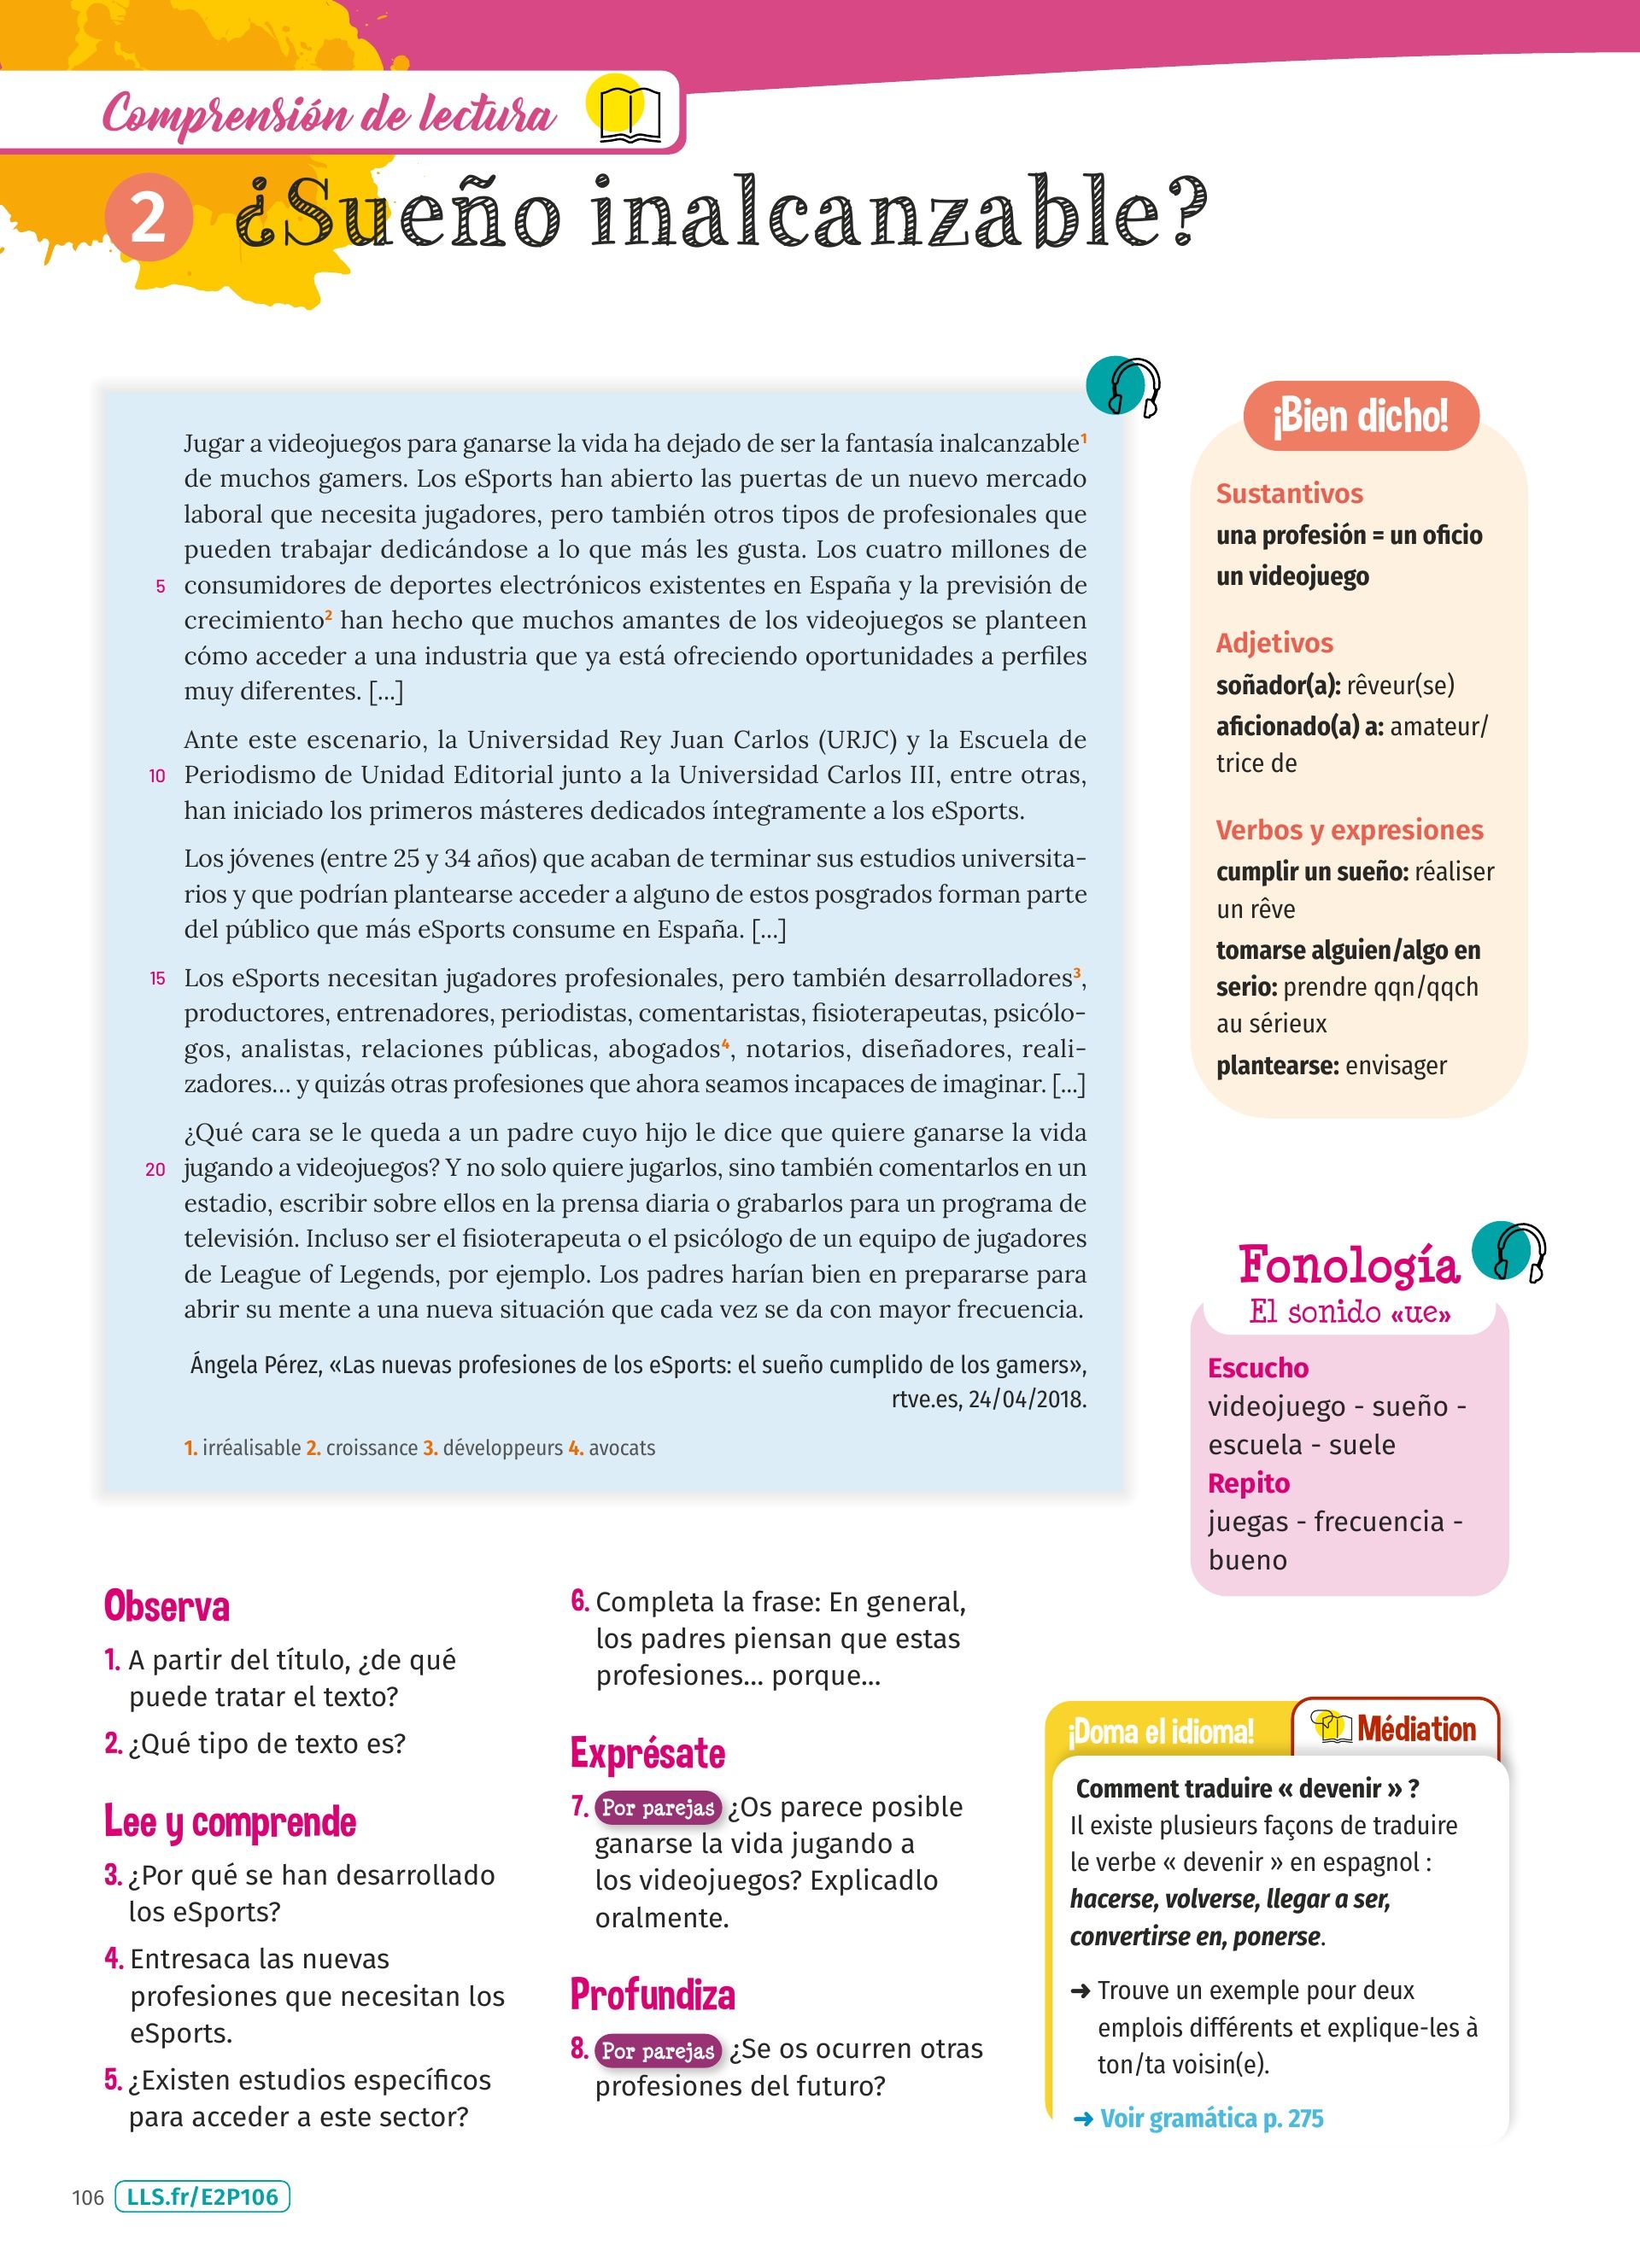 Comprensión de lectura
2 ¿Sueño inalcanzable?
Jugar a videojuegos para ganarse la vida ha dejado de ser la fantasía inalcanzable1
de muchos gamers. Los eSports han abierto las puertas de un nuevo mercado
laboral que necesita jugadores, pero también otros tipos de profesionales que
pueden trabajar dedicándose a lo que más les gusta. Los cuatro millones de
5 consumidores de deportes electrónicos existentes en España y la previsión de
crecimiento2 han hecho que muchos amantes de los videojuegos se planteen
cómo acceder a una industria que ya está ofreciendo oportunidades a perfiles
muy diferentes. [...]
Ante este escenario, la Universidad Rey Juan Carlos (URJC) y la Escuela de
10 Periodismo de Unidad Editorial junto a la Universidad Carlos III, entre otras,
han iniciado los primeros másteres dedicados íntegramente a los eSports.
Los jóvenes (entre 25 y 34 años) que acaban de terminar sus estudios universita-
rios y que podrían plantearse acceder a alguno de estos posgrados forman parte
del público que más eSports consume en España. [...]
15 Los eSports necesitan jugadores profesionales, pero también desarrolladores3,
productores, entrenadores, periodistas, comentaristas, fisioterapeutas, psicólo-
gos, analistas, relaciones públicas, abogados4, notarios, diseñadores, reali-
zadores... y quizás otras profesiones que ahora seamos incapaces de imaginar. [...]
¿Qué cara se le queda a un padre cuyo hijo le dice que quiere ganarse la vida
20 jugando a videojuegos? Y no solo quiere jugarlos, sino también comentarlos en un
estadio, escribir sobre ellos en la prensa diaria o grabarlos para un programa de
televisión. Incluso ser el fisioterapeuta o el psicólogo de un equipo de jugadores
de League of Legends, por ejemplo. Los padres harían bien en prepararse para
abrir su mente a una nueva situación que cada vez se da con mayor frecuencia.
Ángela Pérez, «Las nuevas profesiones de los eSports: el sueño cumplido de los gamers»,
rtve.es, 24/04/2018.
1. irréalisable 2. croissance 3. développeurs 4. avocats
¡Bien dicho!
Sustantivos
una profesión = un oficio
un videojuego
Adjetivos
soñador(a): rêveur(se)
aficionado(a) a: amateur/
trice de
Verbos y expresiones
cumplir un sueño: réaliser
un rêve
tomarse alguien/algo en
serio: prendre qqn/qqch
au sérieux
plantearse: envisager
Fonología
El sonido «ue»
Escucho
videojuego - sueño -
escuela - suele
Repito
juegas - frecuencia -
bueno
Observa
1. A partir del título, ¿de qué
puede tratar el texto?
2. ¿Qué tipo de texto es?
Lee y comprende
3. ¿Por qué se han desarrollado
los eSports?
4. Entresaca las nuevas
profesiones que necesitan los
eSports.
5. ¿Existen estudios específicos
para acceder a este sector?
6. Completa la frase: En general,
los padres piensan que estas
profesiones... porque...
Exprésate
7. Por parejas ¿Os parece posible
ganarse la vida jugando a
los videojuegos? Explicadlo
oralmente.
Profundiza
8. Por parejas ¿Se os ocurren otras
profesiones del futuro?
¡Doma el idioma! Médiation
Comment traduire « devenir » ?
Il existe plusieurs façons de traduire
le verbe « devenir » en espagnol :
hacerse, volverse, llegar a ser,
convertirse en, ponerse.
➜ Trouve un exemple pour deux
emplois différents et explique-les à
ton/ta voisin(e).
➜ Voir gramática p. 275
106 LLS.fr/E2P106